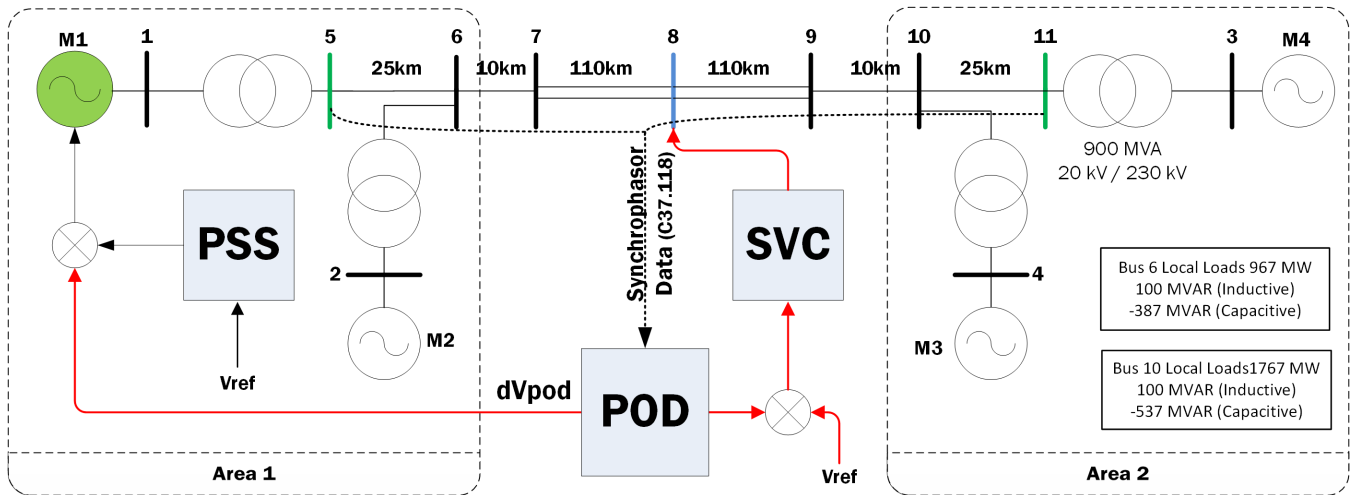 M1
1
5
6
7
8
9
10
11
3
M4
25km
10km
110km
110km
10km
25km
900 MVA
20 kV / 230 kV
Synchrophasor
Data (C37.118)
PSS
SVC
2
4
M2
M3
Vref
Bus 6 Local Loads 967 MW
100 MVAR (Inductive)
-387 MVAR (Capacitive)
Bus 10 Local Loads1767 MW
100 MVAR (Inductive)
-537 MVAR (Capacitive)
dVpod
POD
Vref
Area 1
Area 2